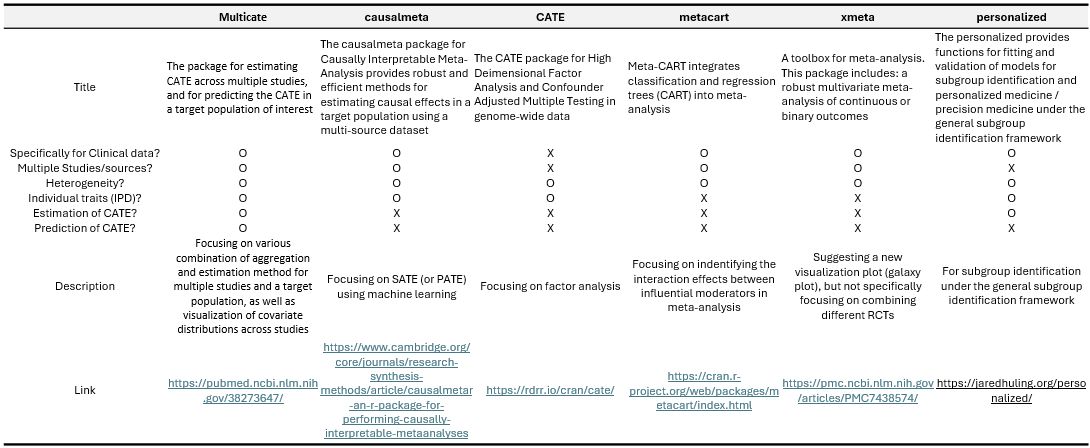 Multicate causalmeta CATE metacart xmeta personalized
Title
The package for estimating
CATE across multiple studies,
and for predicting the CATE in
a target population of interest
The causalmeta package for
Causally Interpretable Meta-
Analysis provides robust and
efficient methods for
estimating causal effects in a
target population using a
multi-source dataset
The CATE package for High
Deimensional Factor
Analysis and Confounder
Adjusted Multiple Testing in
genome-wide data
Meta-CART integrates
classification and regression
trees (CART) into meta-
analysis
A toolbox for meta-analysis.
This package includes: a
robust multivariate meta-
analysis of continuous or
binary outcomes
The personalized provides
functions for fitting and
validation of models for
subgroup identification and
personalized medicine /
precision medicine under the
general subgroup
identification framework
Specifically for Clinical data? O O X O O O
Multiple Studies/sources? O O X O O X
Heterogeneity? O O O O O O
Individual traits (IPD)? O O O X X O
Estimation of CATE? O X X X X O
Prediction of CATE? O X X X X X
Description
Focusing on various
combination of aggregation
and estimation method for
multiple studies and a target
population, as well as
visualization of covariate
distributions across studies
Focusing on SATE (or PATE)
using machine learning
Focusing on factor analysis
Focusing on indentifying the
interaction effects between
influential moderators in
meta-analysis
Suggesting a new
visualization plot (galaxy
plot), but not specifically
focusing on combining
different RCTs
For subgroup identification
under the general subgroup
identification framework
Link
https://pubmed.ncbi.nlm.nih
.gov/38273647/
https://www.cambridge.org/
core/journals/research-
synthesis-
methods/article/causalmetar
-an-r-package-for-
performing-causally-
interpretable-metaanalyses
https://rdrr.io/cran/cate/
https://cran.r-
project.org/web/packages/m
etacart/index.html
https://pmc.ncbi.nlm.nih.gov
/articles/PMC7438574/
https://jaredhuling.org/perso
nalized/